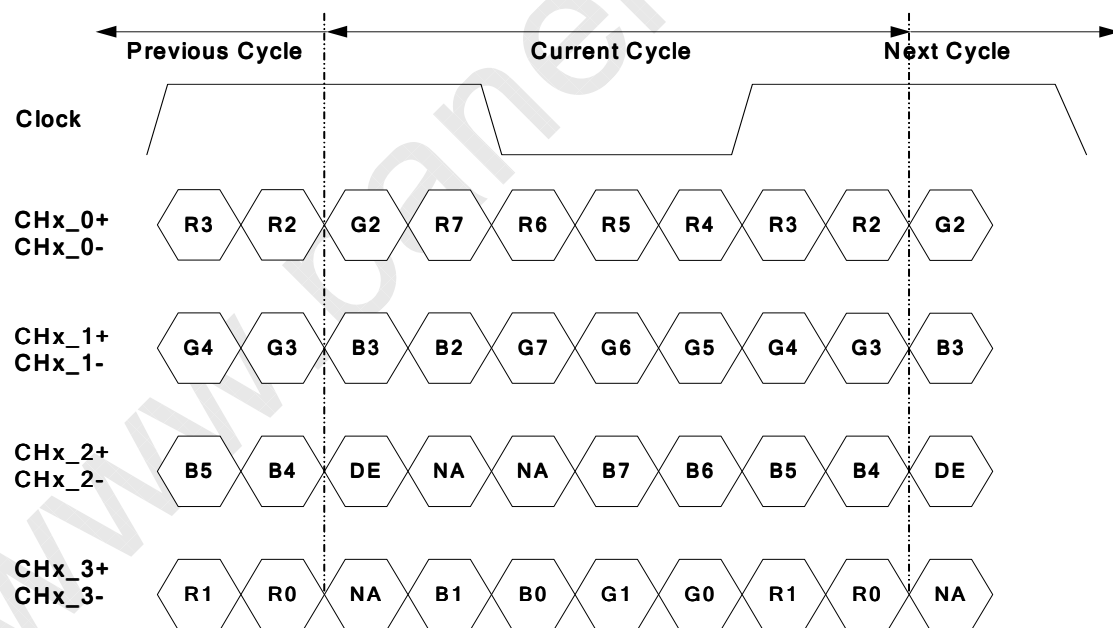 Previous Cycle Current Cycle Next Cycle
Clock
CHx_0+ R3 R2 G2 R7 R6 R5 R4 R3 R2 G2
CHx_0-
CHx_1+ G4 G3 B3 B2 G7 G6 G5 G4 G3 B3
CHx_1-
CHx_2+ B5 B4 DE NA NA B7 B6 B5 B4 DE
CHx_2-
CHx_3+ R1 R0 NA B1 B0 G1 G0 R1 R0 NA
CHx_3-
www.pane